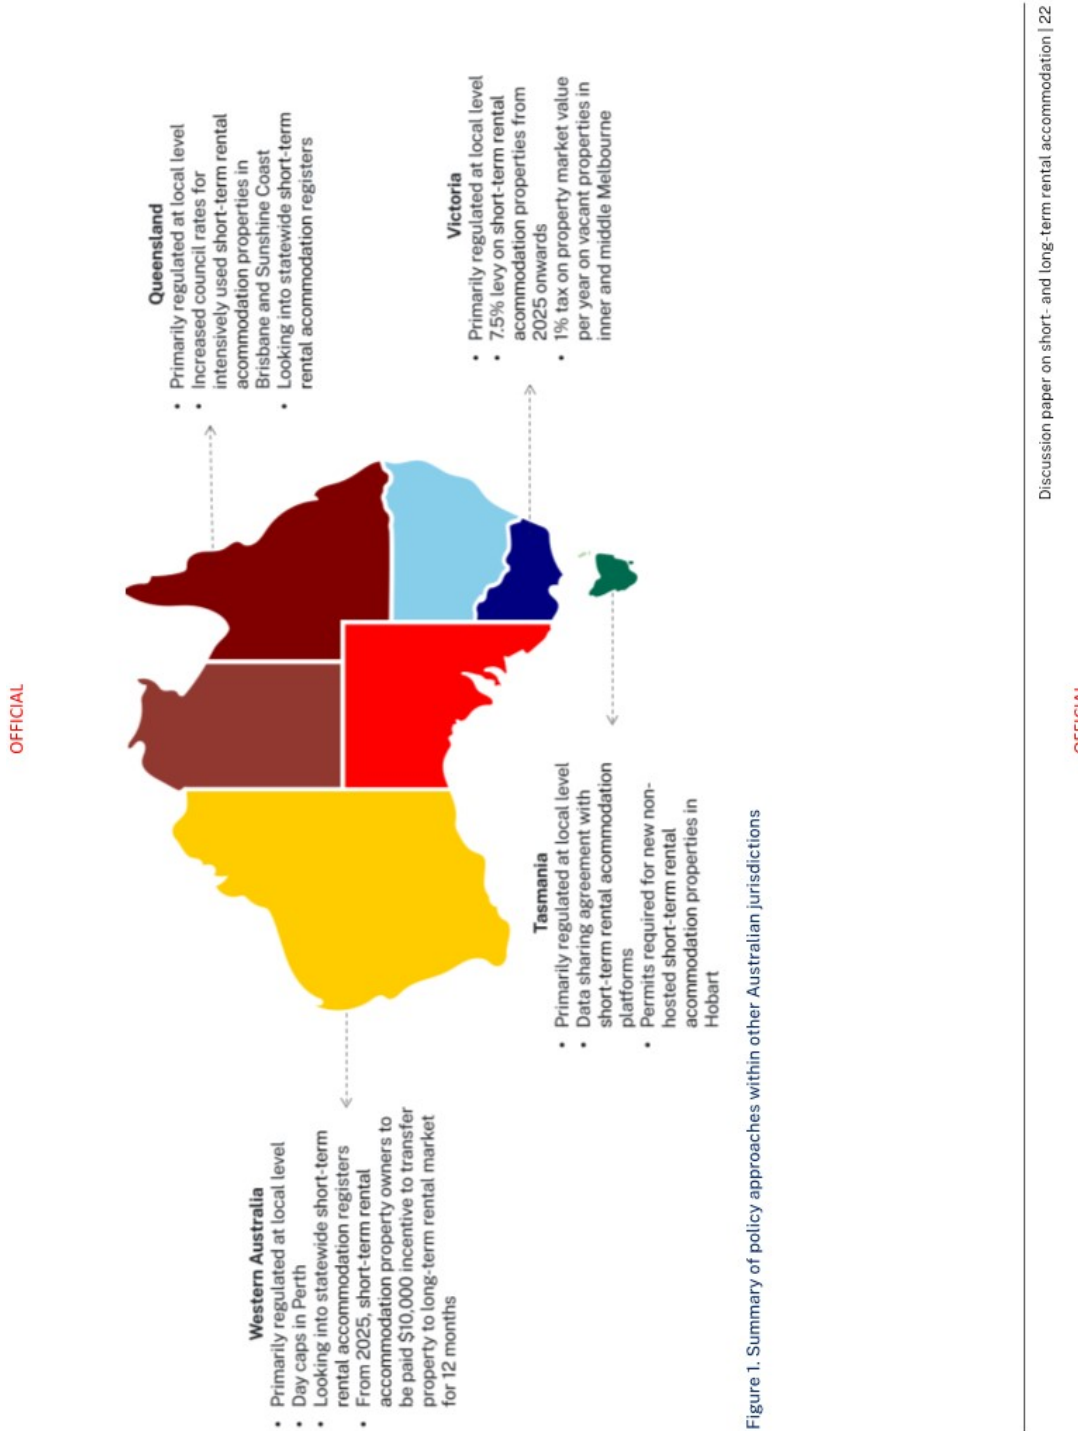 OFFICIAL
Queensland
• Primarily regulated at local level
• Increased council rates for
intensively used short-term rental
acommodation properties in
Brisbane and Sunshine Coast
• Looking into statewide short-term
rental acommodation registers
Western Australia
• Primarily regulated at local level
• Day caps in Perth
• Looking into statewide short-term
rental accommodation registers
• From 2025, short-term rental
accommodation property owners to
be paid $10,000 incentive to transfer
property to long-term rental market
for 12 months
Victoria
• Primarily regulated at local level
• 7.5% levy on short-term rental
acommodation properties from
2025 onwards
• 1% tax on property market value
per year on vacant properties in
inner and middle Melbourne
Tasmania
• Primarily regulated at local level
• Data sharing agreement with
short-term rental acommodation
platforms
• Permits required for new non-
hosted short-term rental
acommodation properties in
Hobart
Figure 1. Summary of policy approaches within other Australian jurisdictions
Discussion paper on short- and long-term rental accommodation | 22
OFFICIAL